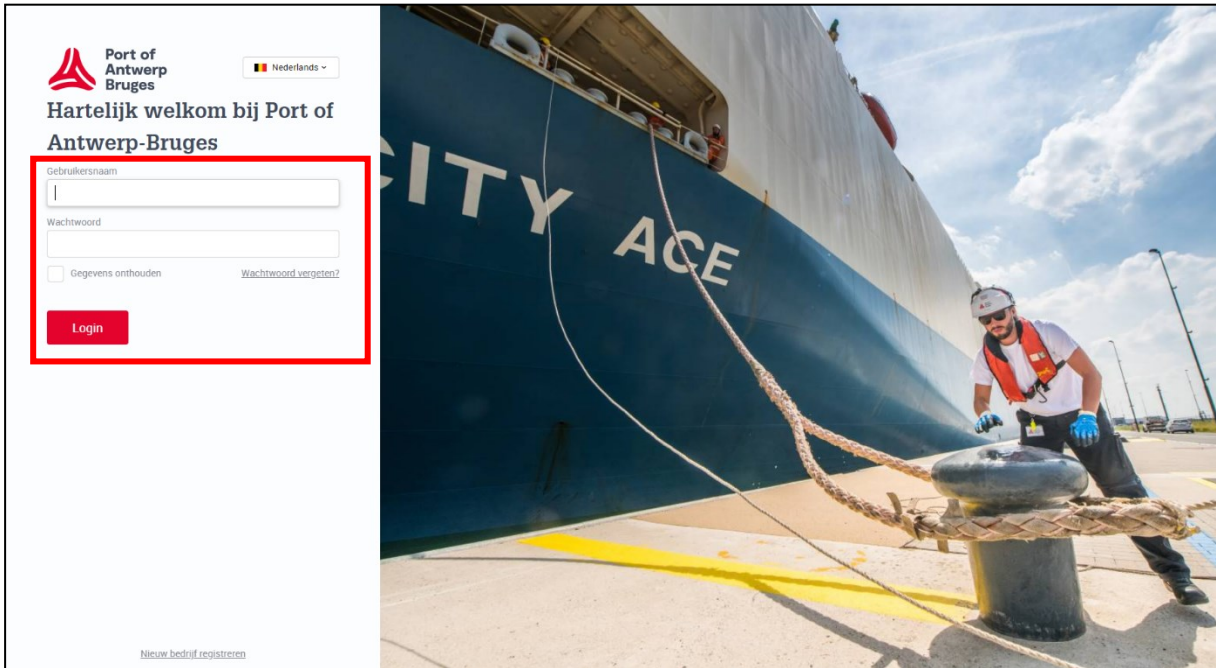 Port of
Antwerp
Bruges
Nederlands
Hartelijk welkom bij Port of
Antwerp-Bruges
Gebruikersnaam
Wachtwoord
Gegevens onthouden
Wachtwoord vergeten?
Login
Nieuw bedrijf registreren
CITY ACE